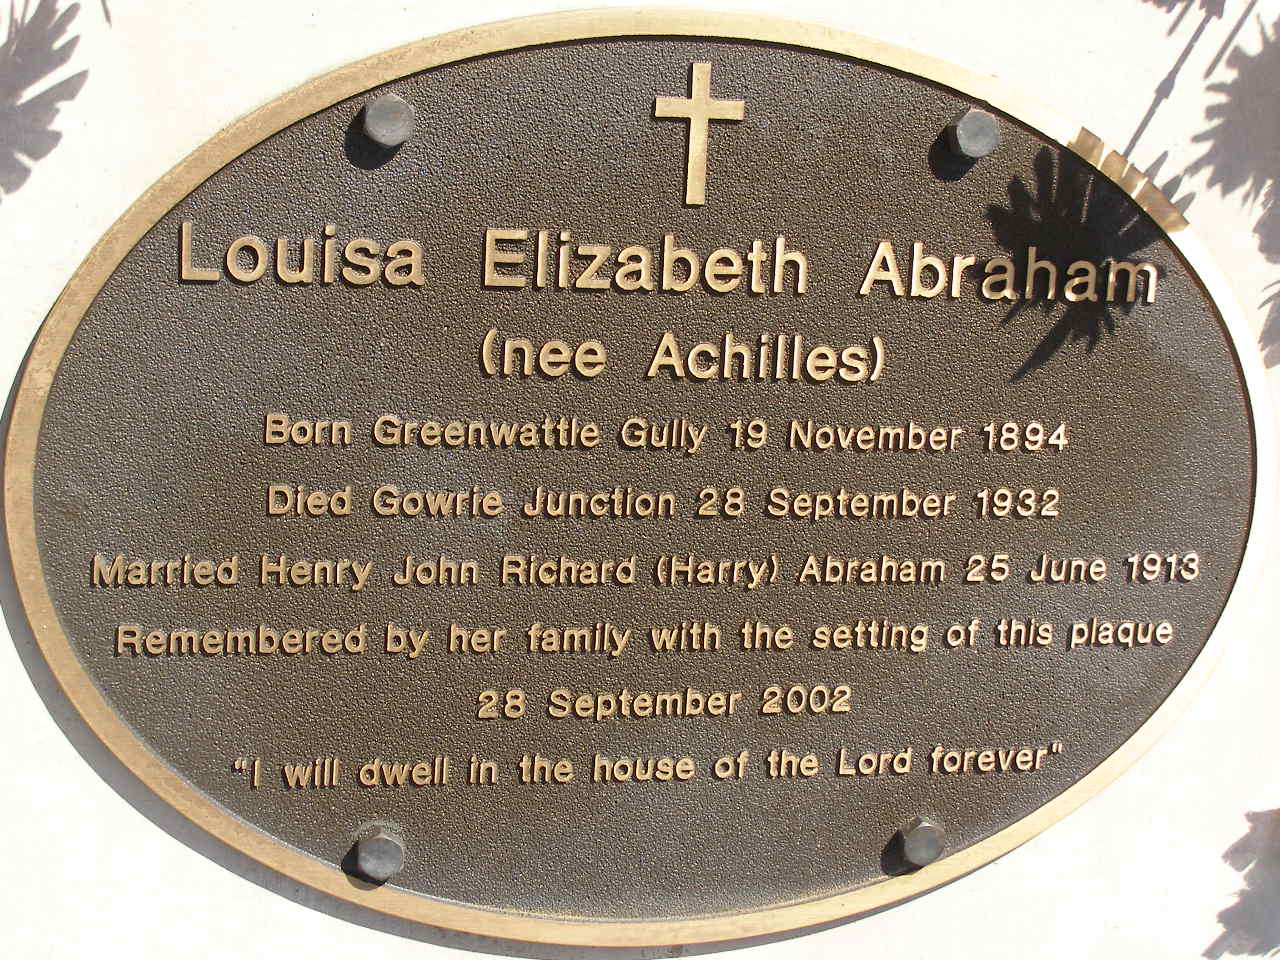 Louisa Elizabeth Abraham
(nee Achilles)
Born Greenwattle Gully 19 November 1894
Died Gowrie Junction 28 September 1932
Married Henry John Richard (Harry) Abraham 25 June 1913
Remembered by her family with the setting of this plaque
28 September 2002
"I will dwell in the house of the Lord forever"